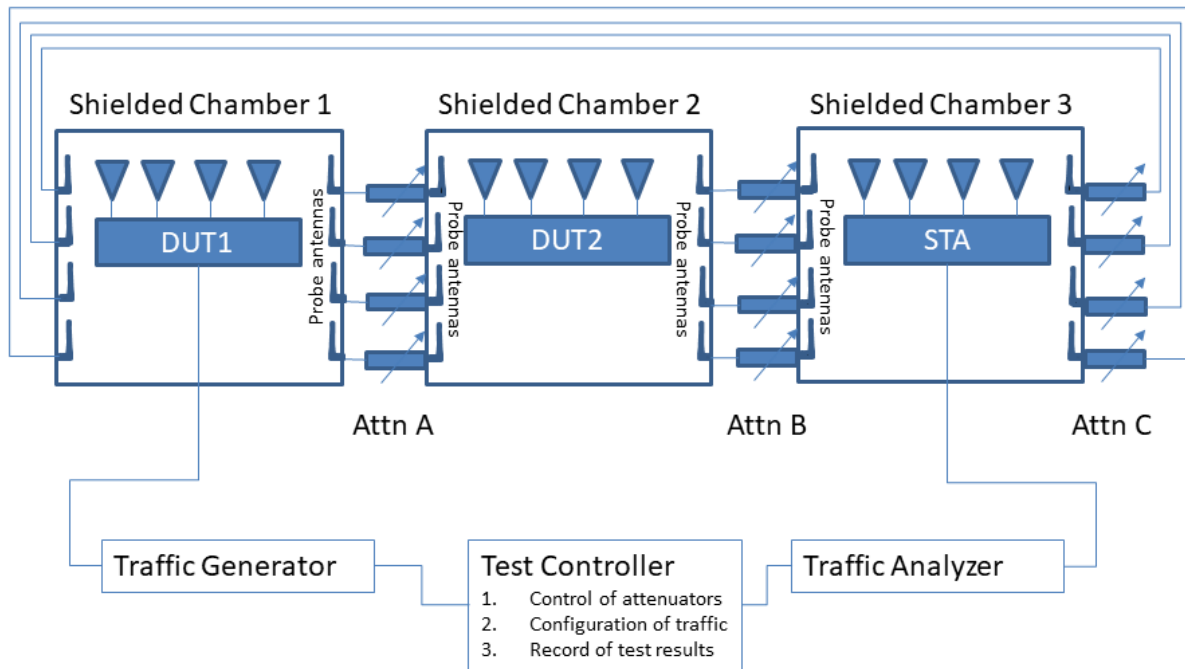 Shielded Chamber 1
Shielded Chamber 2
Shielded Chamber 3
DUT1
Probe antennas
Probe antennas
DUT2
Probe antennas
Probe antennas
STA
Attn A
Attn B
Attn C
Traffic Generator
Test Controller
1. Control of attenuators
2. Configuration of traffic
3. Record of test results
Traffic Analyzer